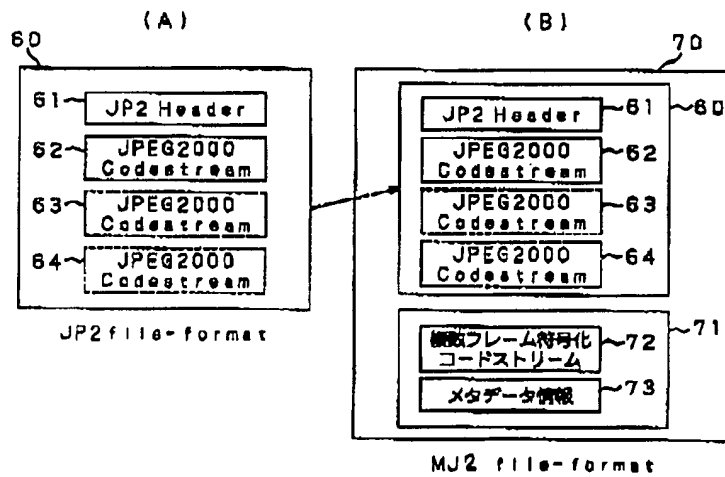 (A)
60
61
JP2 Header
62
JPEG2000
Codestream
63
JPEG2000
Codestream
64
JPEG2000
Codestream
JP2 file-format
(B)
70
60
JP2 Header
61
JPEG2000
Codestream
62
JPEG2000
Codestream
63
JPEG2000
Codestream
64
71
複数フレーム符号化
コードストリーム
72
メタデータ情報
73
MJ2 file-format